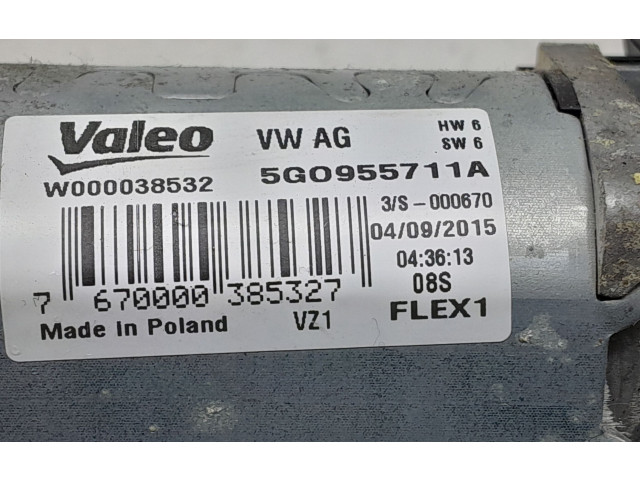 Valeo VW AG HW 6
SW 6
W000038532 5G0955711A
3/S-000670
04/09/2015
04:36:13
08S
7 670000 385327
Made in Poland VZ1 FLEX1